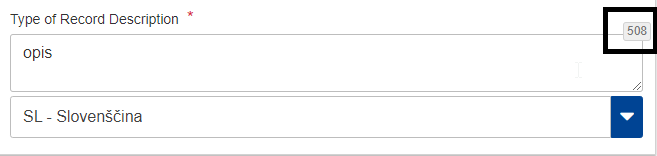 Type of Record Description *
508
opis
SL - Slovenščina